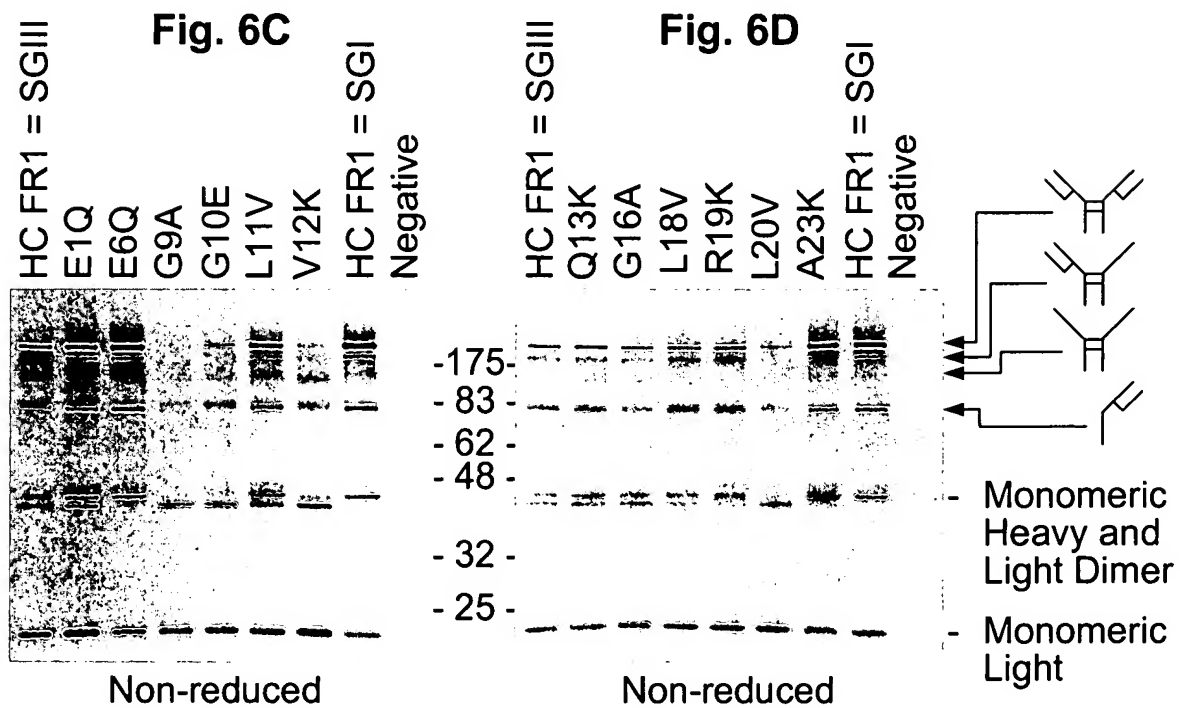 Fig. 6C
HC FR1 = SGIII
E1Q
E6Q
G9A
G10E
L11V
V12K
HC FR1 = SGI
Negative
Fig. 6D
HC FR1 = SGIII
Q13K
G16A
L18V
R19K
L20V
A23K
HC FR1 = SGI
Negative
-175-
- 83 -
- 62 -
- 48 -
- 32 -
- 25 -
- Monomeric
Heavy and
Light Dimer
- Monomeric
Light
Non-reduced
Non-reduced